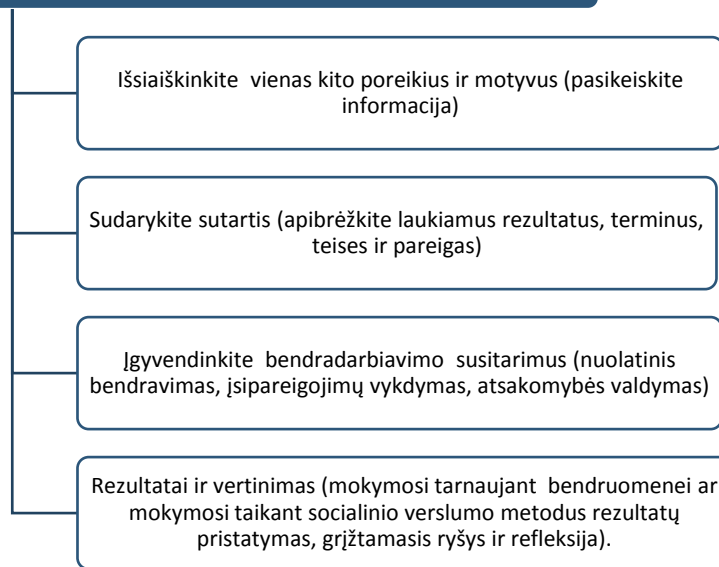 Išsiaiškinkite vienas kito poreikius ir motyvus (pasikeiskite
informacija)
Sudarykite sutartis (apibrėžkite laukiamus rezultatus, terminus,
teises ir pareigas)
Įgyvendinkite bendradarbiavimo susitarimus (nuolatinis
bendravimas, įsipareigojimų vykdymas, atsakomybės valdymas)
Rezultatai ir vertinimas (mokymosi tarnaujant bendruomenei ar
mokymosi taikant socialinio verslumo metodus rezultatų
pristatymas, grįžtamasis ryšys ir refleksija).